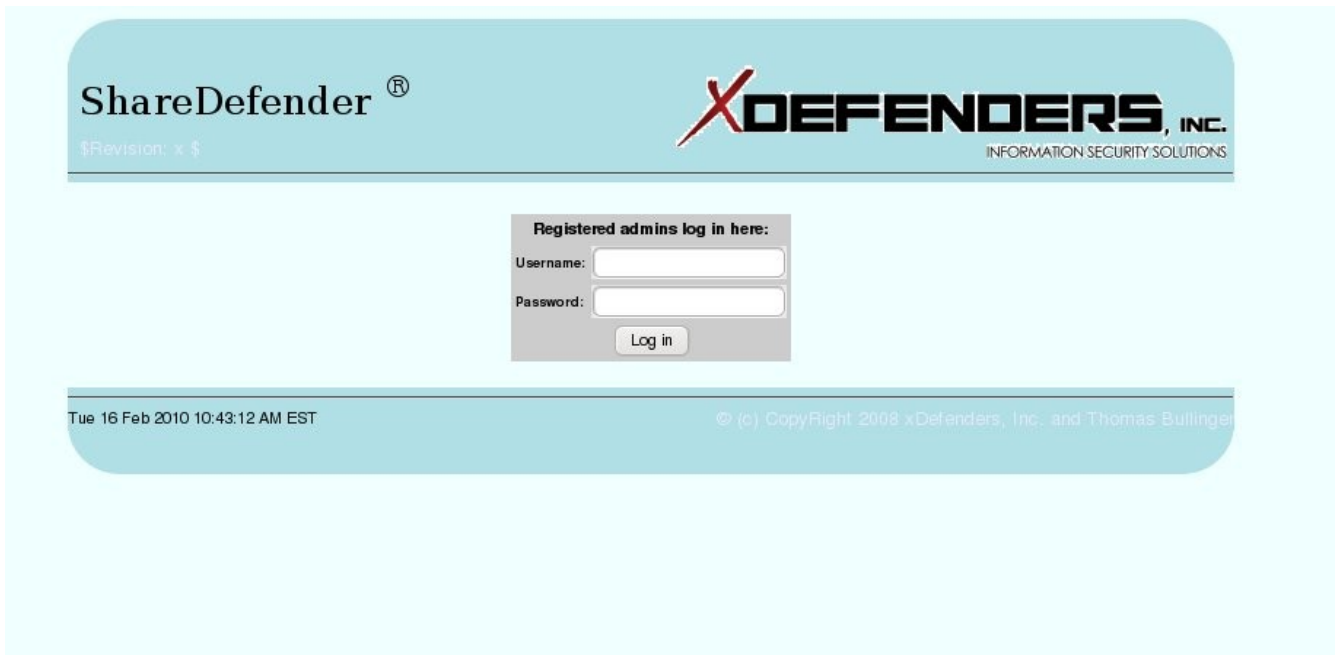 ShareDefender ®
$Revision: x $
XDEFENDERS, INC.
INFORMATION SECURITY SOLUTIONS
Registered admins log in here:
Username:
Password:
Log in
Tue 16 Feb 2010 10:43:12 AM EST
© (c) CopyRight 2008 xDefenders, Inc. and Thomas Bullinger